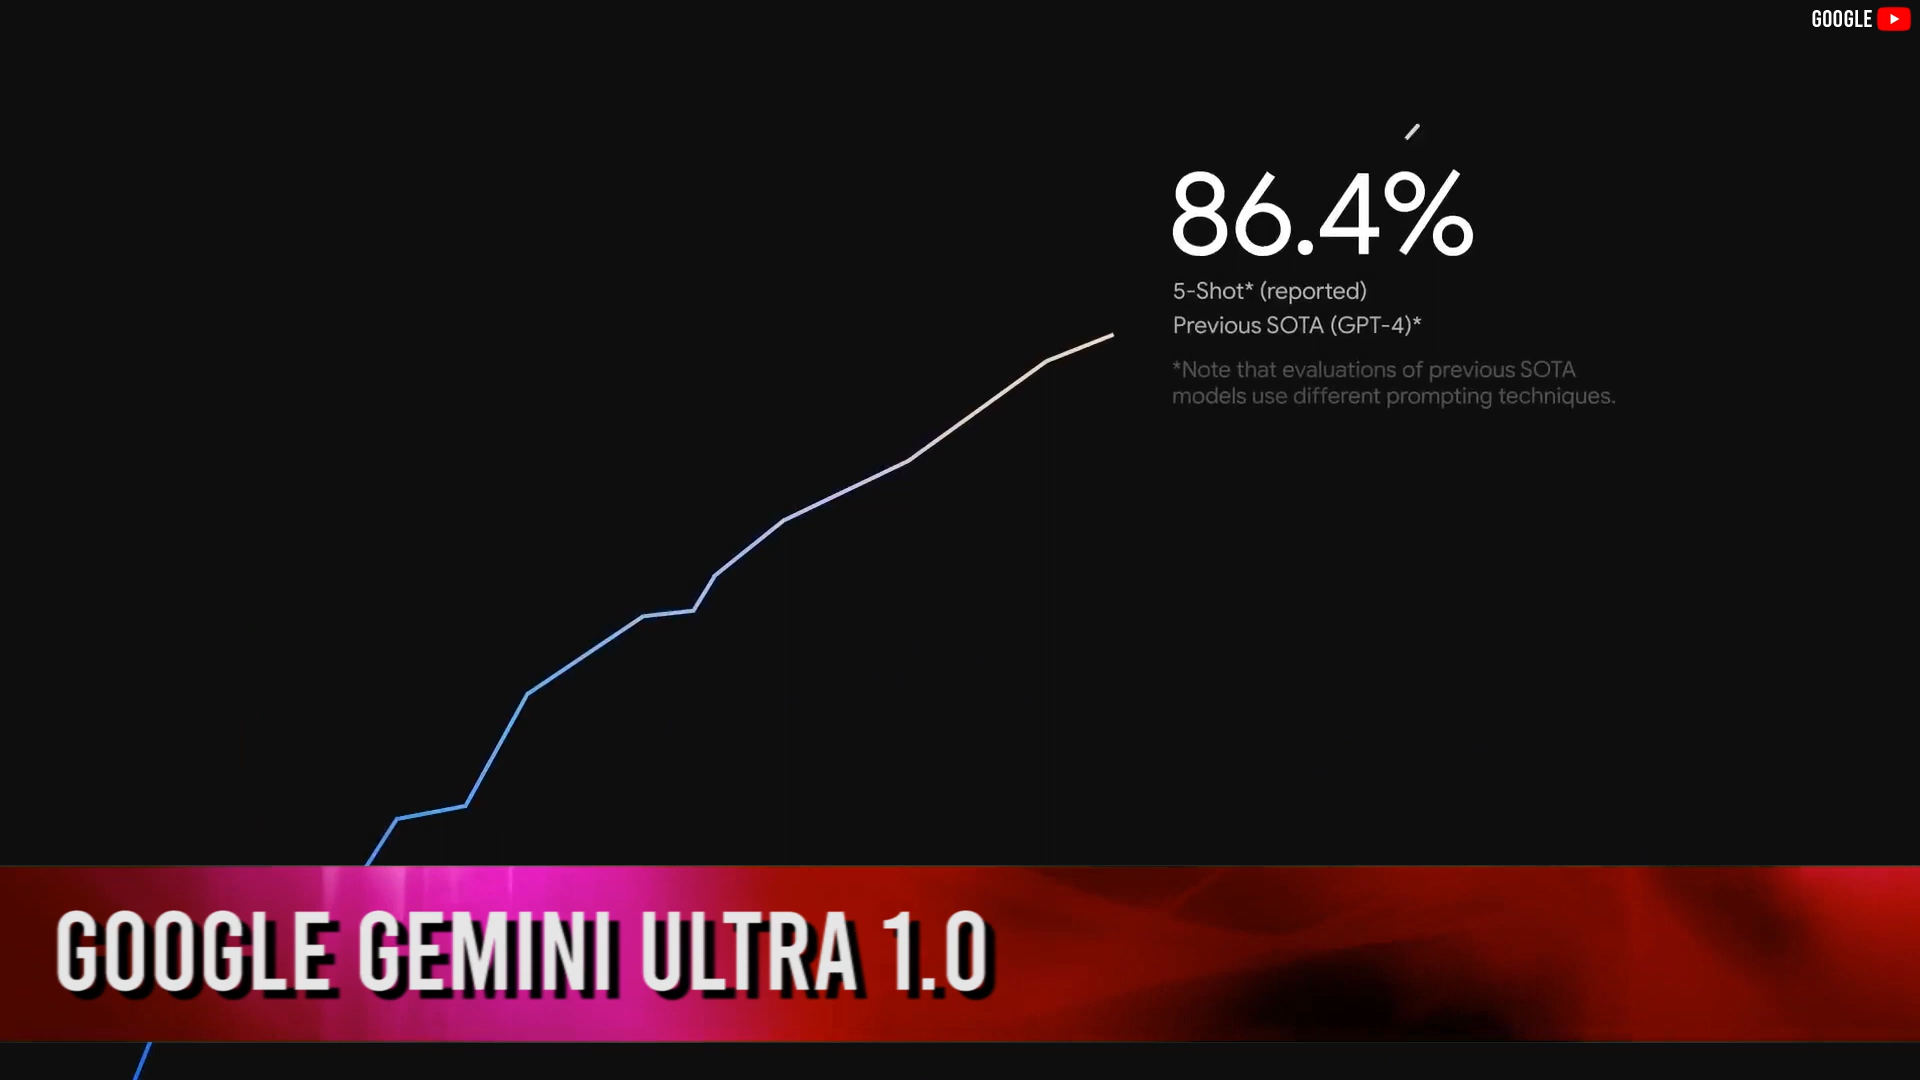 GOOGLE
86.4%
5-Shot* (reported)
Previous SOTA (GPT-4)*
*Note that evaluations of previous SOTA
models use different prompting techniques.
GOOGLE GEMINI ULTRA 1.0